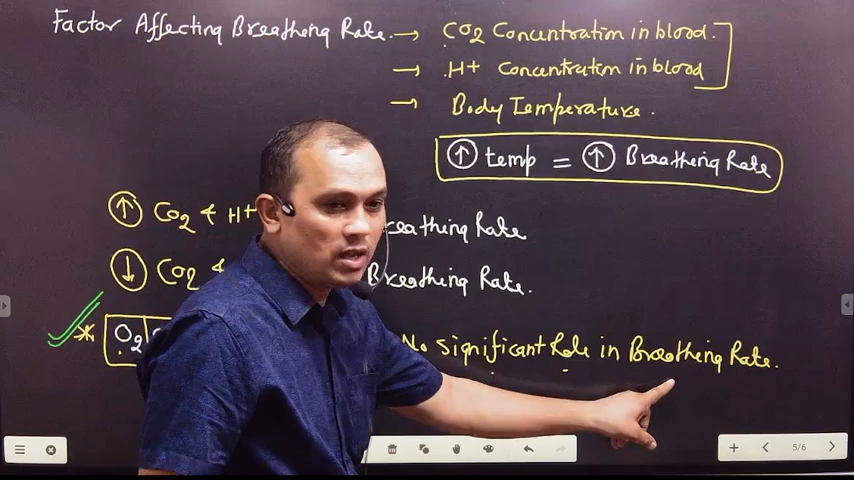 Factor Affecting Breathing Rate. → CO2 Concentration in blood.
→ H+ Concentration in blood
→ Body Temperature.
↑ temp = ↑ Breathing Rate
↑ CO2 & H+ Breathing Rate
↓ CO2 & Breathing Rate.
* O2 No significant Role in Breathing Rate.
5/6